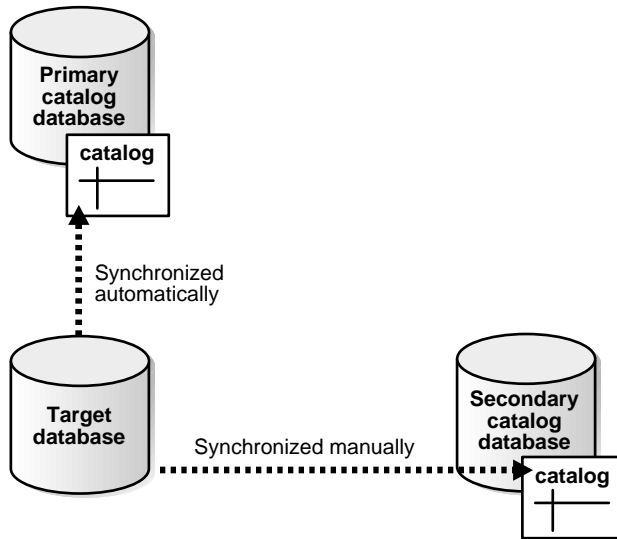 Primary
catalog
database
catalog
Synchronized
automatically
Target
database
Synchronized manually
Secondary
catalog
database
catalog